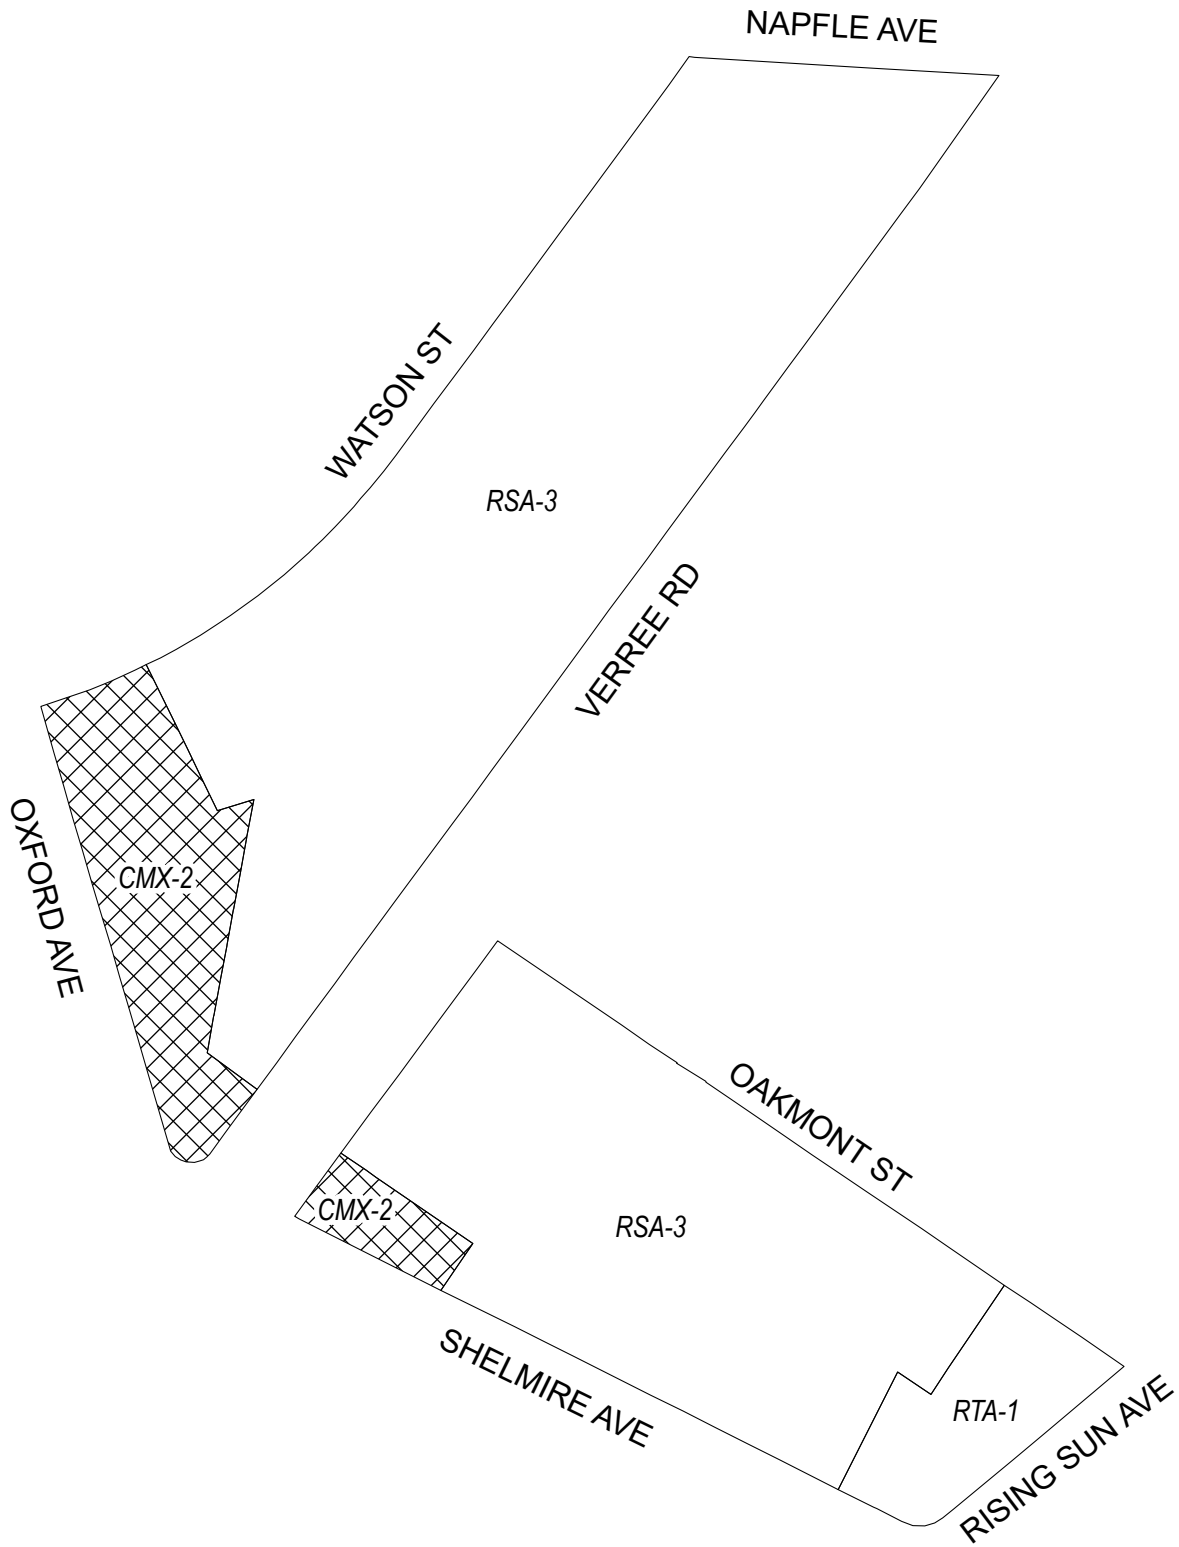 NAPFLE AVE
WATSON ST
RSA-3
VERREE RD
OXFORD AVE
CMX-2
OAKMONT ST
CMX-2
RSA-3
SHELMIRE AVE
RTA-1
RISING SUN AVE